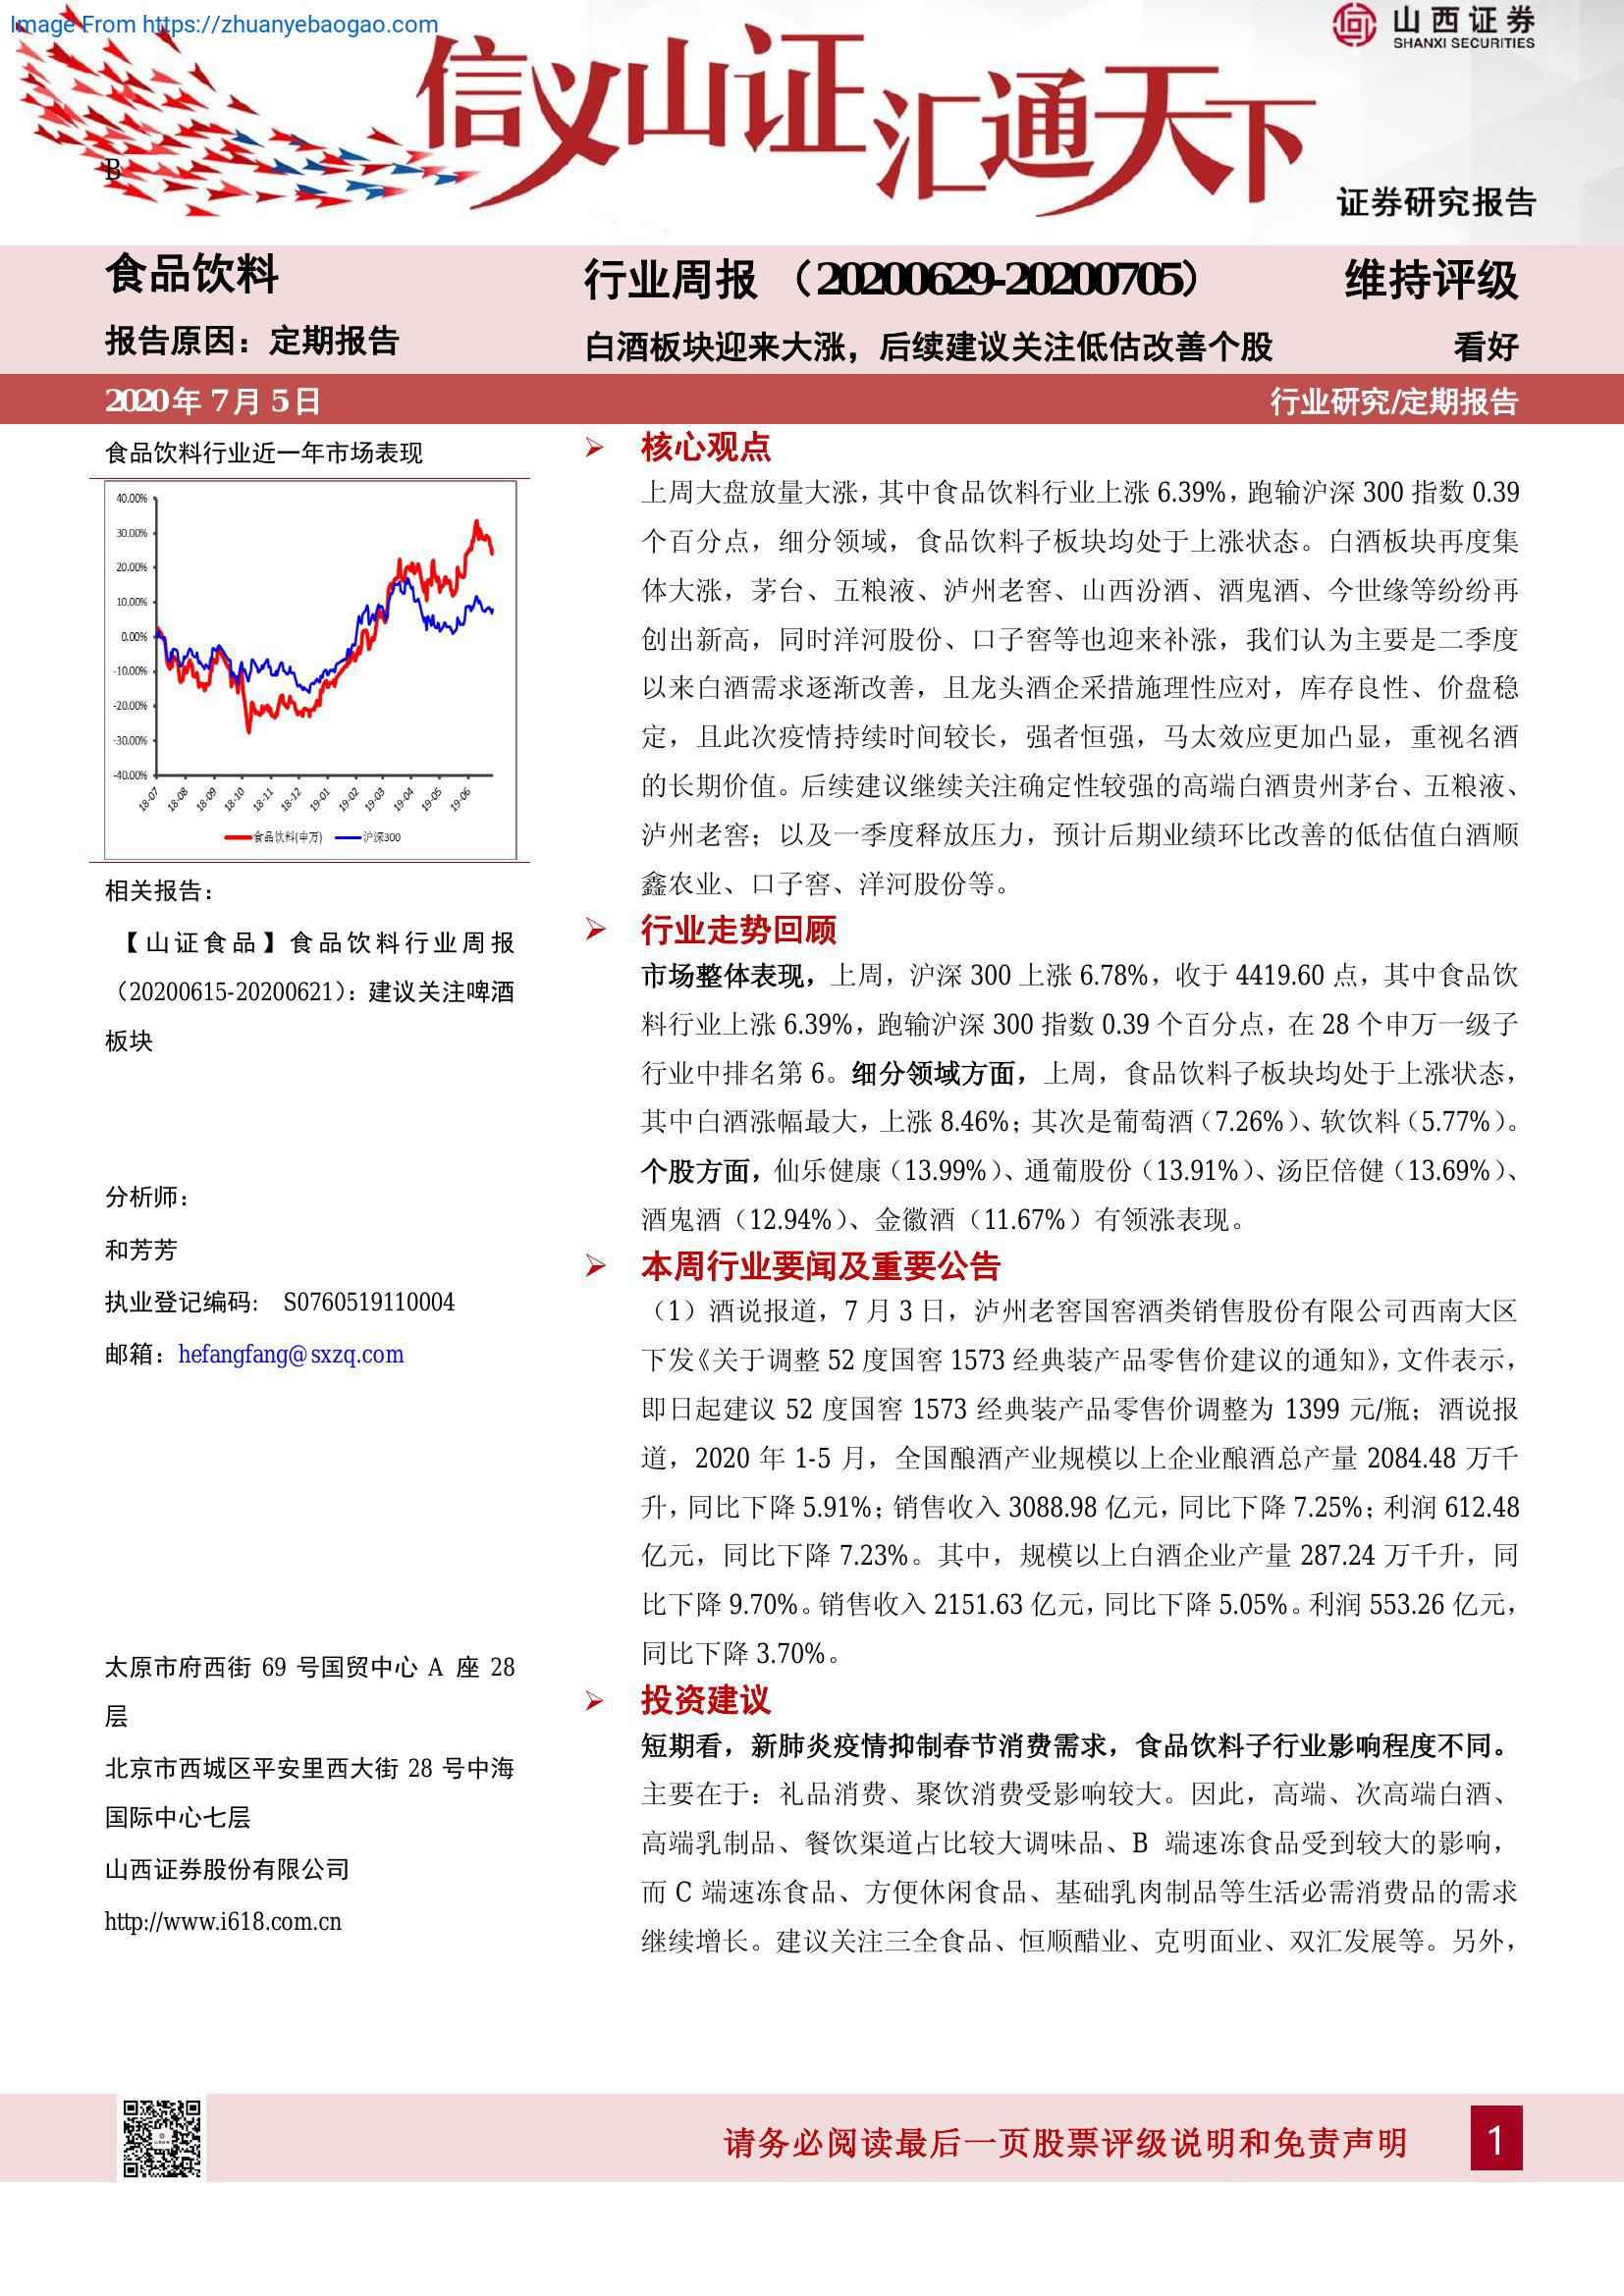 Image From https://zhuanyebaogao.com
山西证券
SHANXI SECURITIES
信义山证汇通天下
B
证券研究报告
食品饮料
报告原因：定期报告
行业周报（20200629-20200705）
维持评级
白酒板块迎来大涨，后续建议关注低估改善个股
看好
2020年7月5日
行业研究/定期报告
食品饮料行业近一年市场表现
40.00%
30.00%
20.00%
10.00%
0.00%
-10.00%
-20.00%
-30.00%
-40.00%
18-07 18-08 18-09 18-10 18-11 18-12 19-01 19-02 19-03 19-04 19-05 19-06
食品饮料(申万) 沪深300
相关报告：
【山证食品】食品饮料行业周报
（20200615-20200621）：建议关注啤酒
板块
分析师：
和芳芳
执业登记编码： S0760519110004
邮箱：hefangfang@sxzq.com
太原市府西街 69 号国贸中心 A 座 28
层
北京市西城区平安里西大街 28 号中海
国际中心七层
山西证券股份有限公司
http://www.i618.com.cn
核心观点
上周大盘放量大涨，其中食品饮料行业上涨 6.39%，跑输沪深 300 指数 0.39
个百分点，细分领域，食品饮料子板块均处于上涨状态。白酒板块再度集
体大涨，茅台、五粮液、泸州老窖、山西汾酒、酒鬼酒、今世缘等纷纷再
创出新高，同时洋河股份、口子窖等也迎来补涨，我们认为主要是二季度
以来白酒需求逐渐改善，且龙头酒企采措施理性应对，库存良性、价盘稳
定，且此次疫情持续时间较长，强者恒强，马太效应更加凸显，重视名酒
的长期价值。后续建议继续关注确定性较强的高端白酒贵州茅台、五粮液、
泸州老窖；以及一季度释放压力，预计后期业绩环比改善的低估值白酒顺
鑫农业、口子窖、洋河股份等。
行业走势回顾
市场整体表现，上周，沪深 300 上涨 6.78%，收于 4419.60 点，其中食品饮
料行业上涨 6.39%，跑输沪深 300 指数 0.39 个百分点，在 28 个申万一级子
行业中排名第 6。细分领域方面，上周，食品饮料子板块均处于上涨状态，
其中白酒涨幅最大，上涨 8.46%；其次是葡萄酒（7.26%）、软饮料（5.77%）。
个股方面，仙乐健康（13.99%）、通葡股份（13.91%）、汤臣倍健（13.69%）、
酒鬼酒（12.94%）、金徽酒（11.67%）有领涨表现。
本周行业要闻及重要公告
（1）酒说报道，7 月 3 日，泸州老窖国窖酒类销售股份有限公司西南大区
下发《关于调整 52 度国窖 1573 经典装产品零售价建议的通知》，文件表示，
即日起建议 52 度国窖 1573 经典装产品零售价调整为 1399 元/瓶；酒说报
道，2020 年 1-5 月，全国酿酒产业规模以上企业酿酒总产量 2084.48 万千
升，同比下降 5.91%；销售收入 3088.98 亿元，同比下降 7.25%；利润 612.48
亿元，同比下降 7.23%。其中，规模以上白酒企业产量 287.24 万千升，同
比下降 9.70%。销售收入 2151.63 亿元，同比下降 5.05%。利润 553.26 亿元，
同比下降 3.70%。
投资建议
短期看，新肺炎疫情抑制春节消费需求，食品饮料子行业影响程度不同。
主要在于：礼品消费、聚饮消费受影响较大。因此，高端、次高端白酒、
高端乳制品、餐饮渠道占比较大调味品、B 端速冻食品受到较大的影响，
而 C 端速冻食品、方便休闲食品、基础乳肉制品等生活必需消费品的需求
继续增长。建议关注三全食品、恒顺醋业、克明面业、双汇发展等。另外，
请务必阅读最后一页股票评级说明和免责声明
1